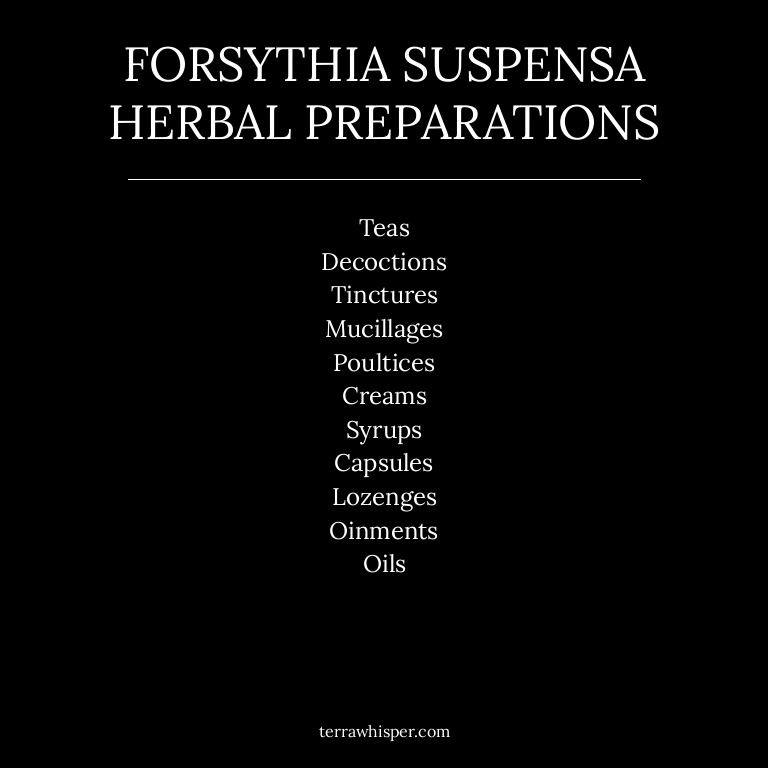 FORSYTHIA SUSPENSA
HERBAL PREPARATIONS
Teas
Decoctions
Tinctures
Mucillages
Poultices
Creams
Syrups
Capsules
Lozenges
Oinments
Oils
terrawhisper.com